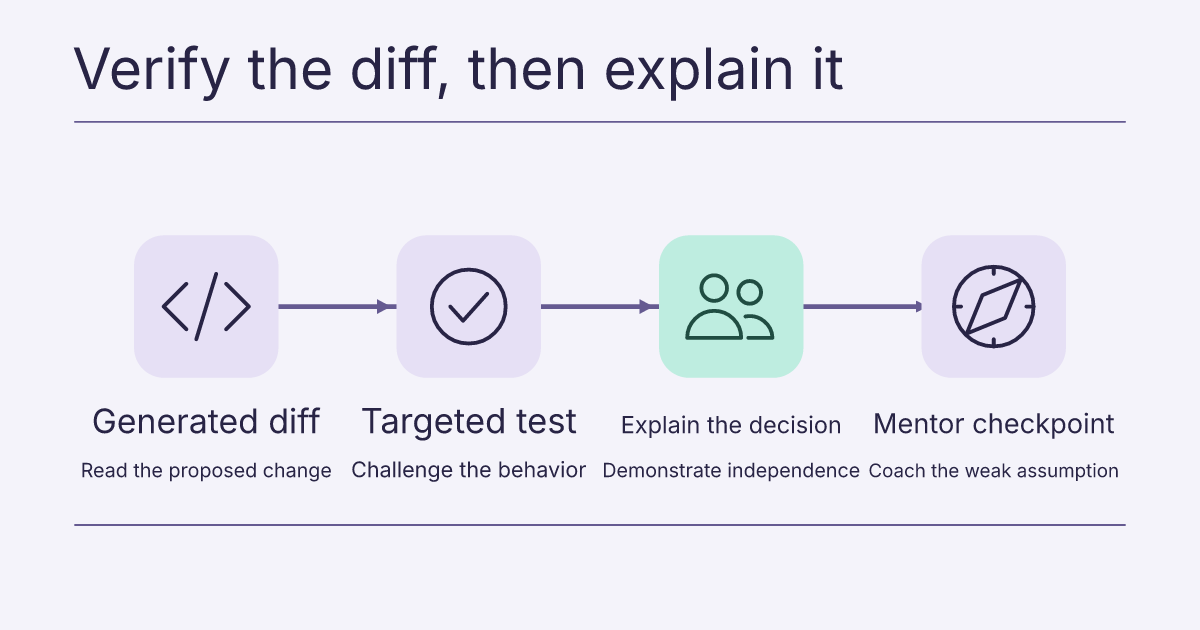 Verify the diff, then explain it
Generated diff
Targeted test
Explain the decision
Mentor checkpoint
Read the proposed change
Challenge the behavior
Demonstrate independence
Coach the weak assumption